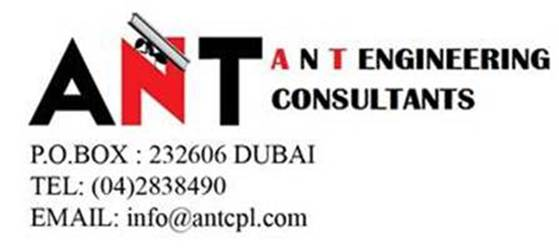 ANT A N T ENGINEERING
CONSULTANTS
P.O.BOX : 232606 DUBAI
TEL: (04)2838490
EMAIL: info@antcpl.com